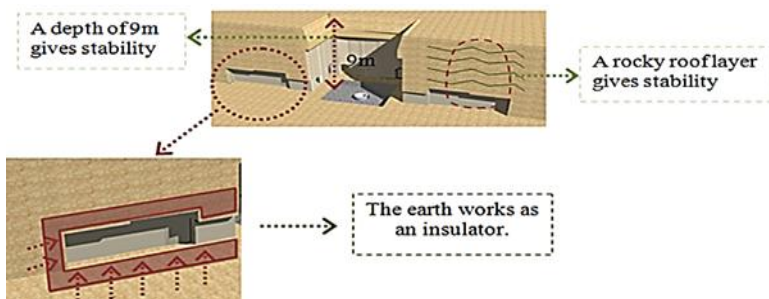 A depth of 9m
gives stability
9m
A rocky roof layer
gives stability
The earth works as
an insulator.